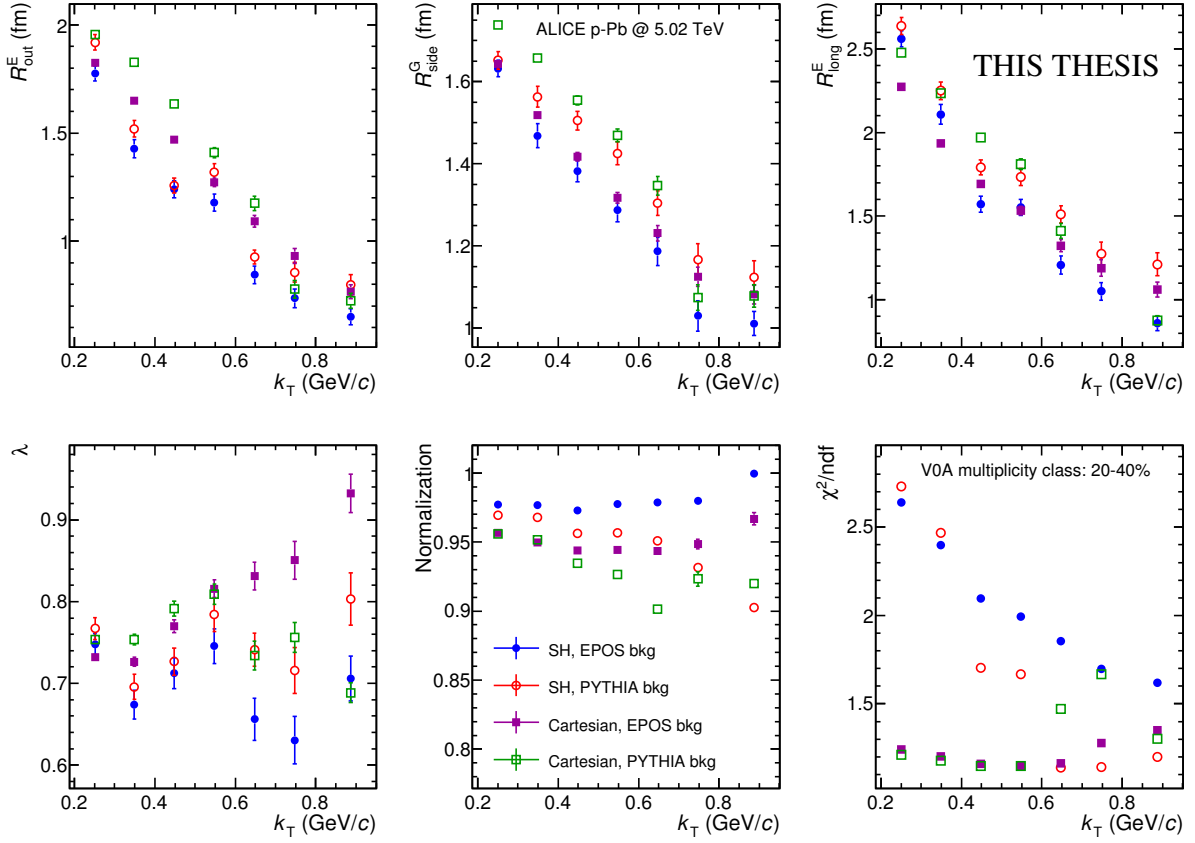 R^E_out (fm)
2
1.5
1
0.2 0.4 0.6 0.8
k_T (GeV/c)
R^G_side (fm)
ALICE p-Pb @ 5.02 TeV
1.6
1.4
1.2
1
0.2 0.4 0.6 0.8
k_T (GeV/c)
R^E_long (fm)
THIS THESIS
2.5
2
1.5
1
0.2 0.4 0.6 0.8
k_T (GeV/c)
λ
0.9
0.8
0.7
0.6
0.2 0.4 0.6 0.8
k_T (GeV/c)
Normalization
1
0.95
0.9
0.85
0.8
SH, EPOS bkg
SH, PYTHIA bkg
Cartesian, EPOS bkg
Cartesian, PYTHIA bkg
0.2 0.4 0.6 0.8
k_T (GeV/c)
χ²/ndf
V0A multiplicity class: 20-40%
2.5
2
1.5
0.2 0.4 0.6 0.8
k_T (GeV/c)